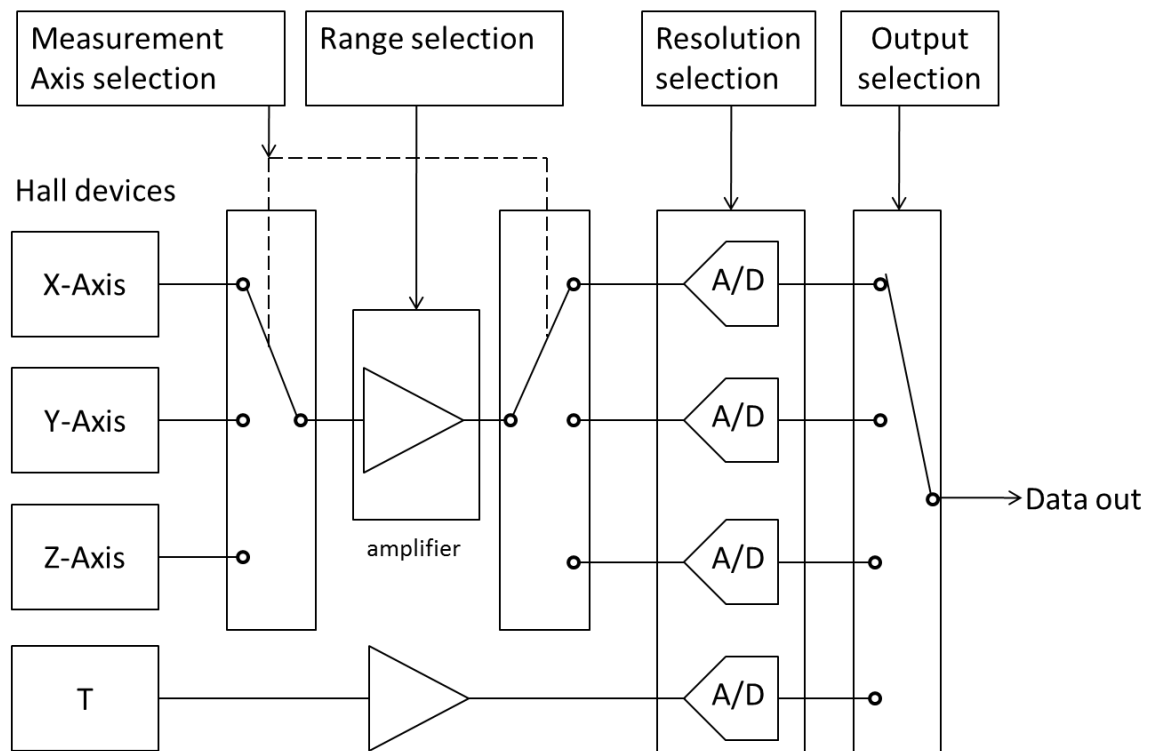 Measurement
Axis selection
Range selection
Resolution
selection
Output
selection
Hall devices
X-Axis
A/D
Y-Axis
A/D
Data out
amplifier
Z-Axis
A/D
T
A/D